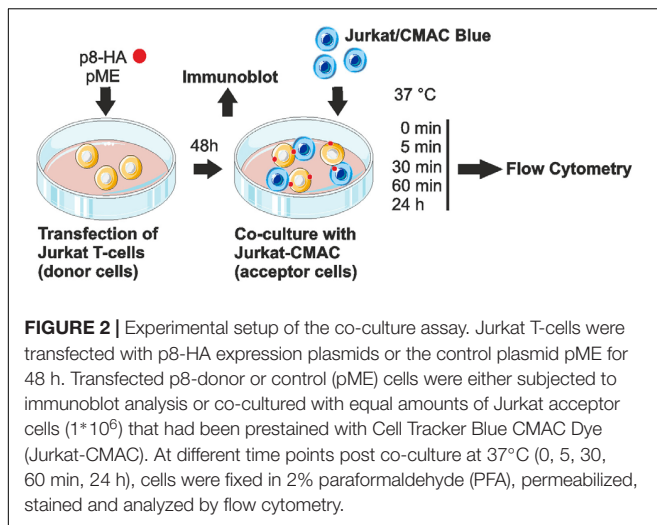 p8-HA
pME
Immunoblot
Jurkat/CMAC Blue
37 °C
48h
0 min
5 min
30 min
60 min
24 h
Flow Cytometry
Transfection of
Jurkat T-cells
(donor cells)
Co-culture with
Jurkat-CMAC
(acceptor cells)
FIGURE 2 | Experimental setup of the co-culture assay. Jurkat T-cells were
transfected with p8-HA expression plasmids or the control plasmid pME for
48 h. Transfected p8-donor or control (pME) cells were either subjected to
immunoblot analysis or co-cultured with equal amounts of Jurkat acceptor
cells (1*10⁶) that had been prestained with Cell Tracker Blue CMAC Dye
(Jurkat-CMAC). At different time points post co-culture at 37°C (0, 5, 30,
60 min, 24 h), cells were fixed in 2% paraformaldehyde (PFA), permeabilized,
stained and analyzed by flow cytometry.